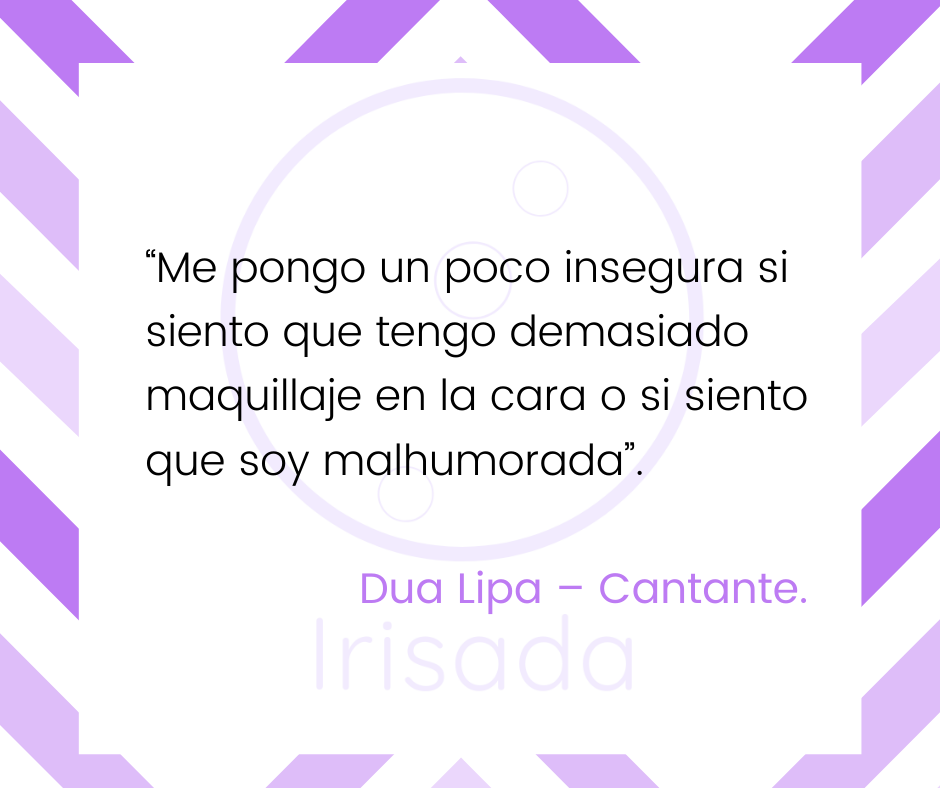 “Me pongo un poco insegura si
siento que tengo demasiado
maquillaje en la cara o si siento
que soy malhumorada”.
Dua Lipa – Cantante.
Irisada